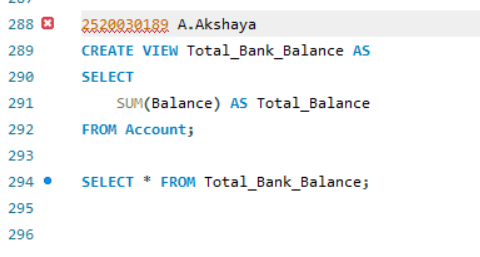 288 2520030189 A.Akshaya
289 CREATE VIEW Total_Bank_Balance AS
290 SELECT
291 SUM(Balance) AS Total_Balance
292 FROM Account;
293
294 SELECT * FROM Total_Bank_Balance;
295
296